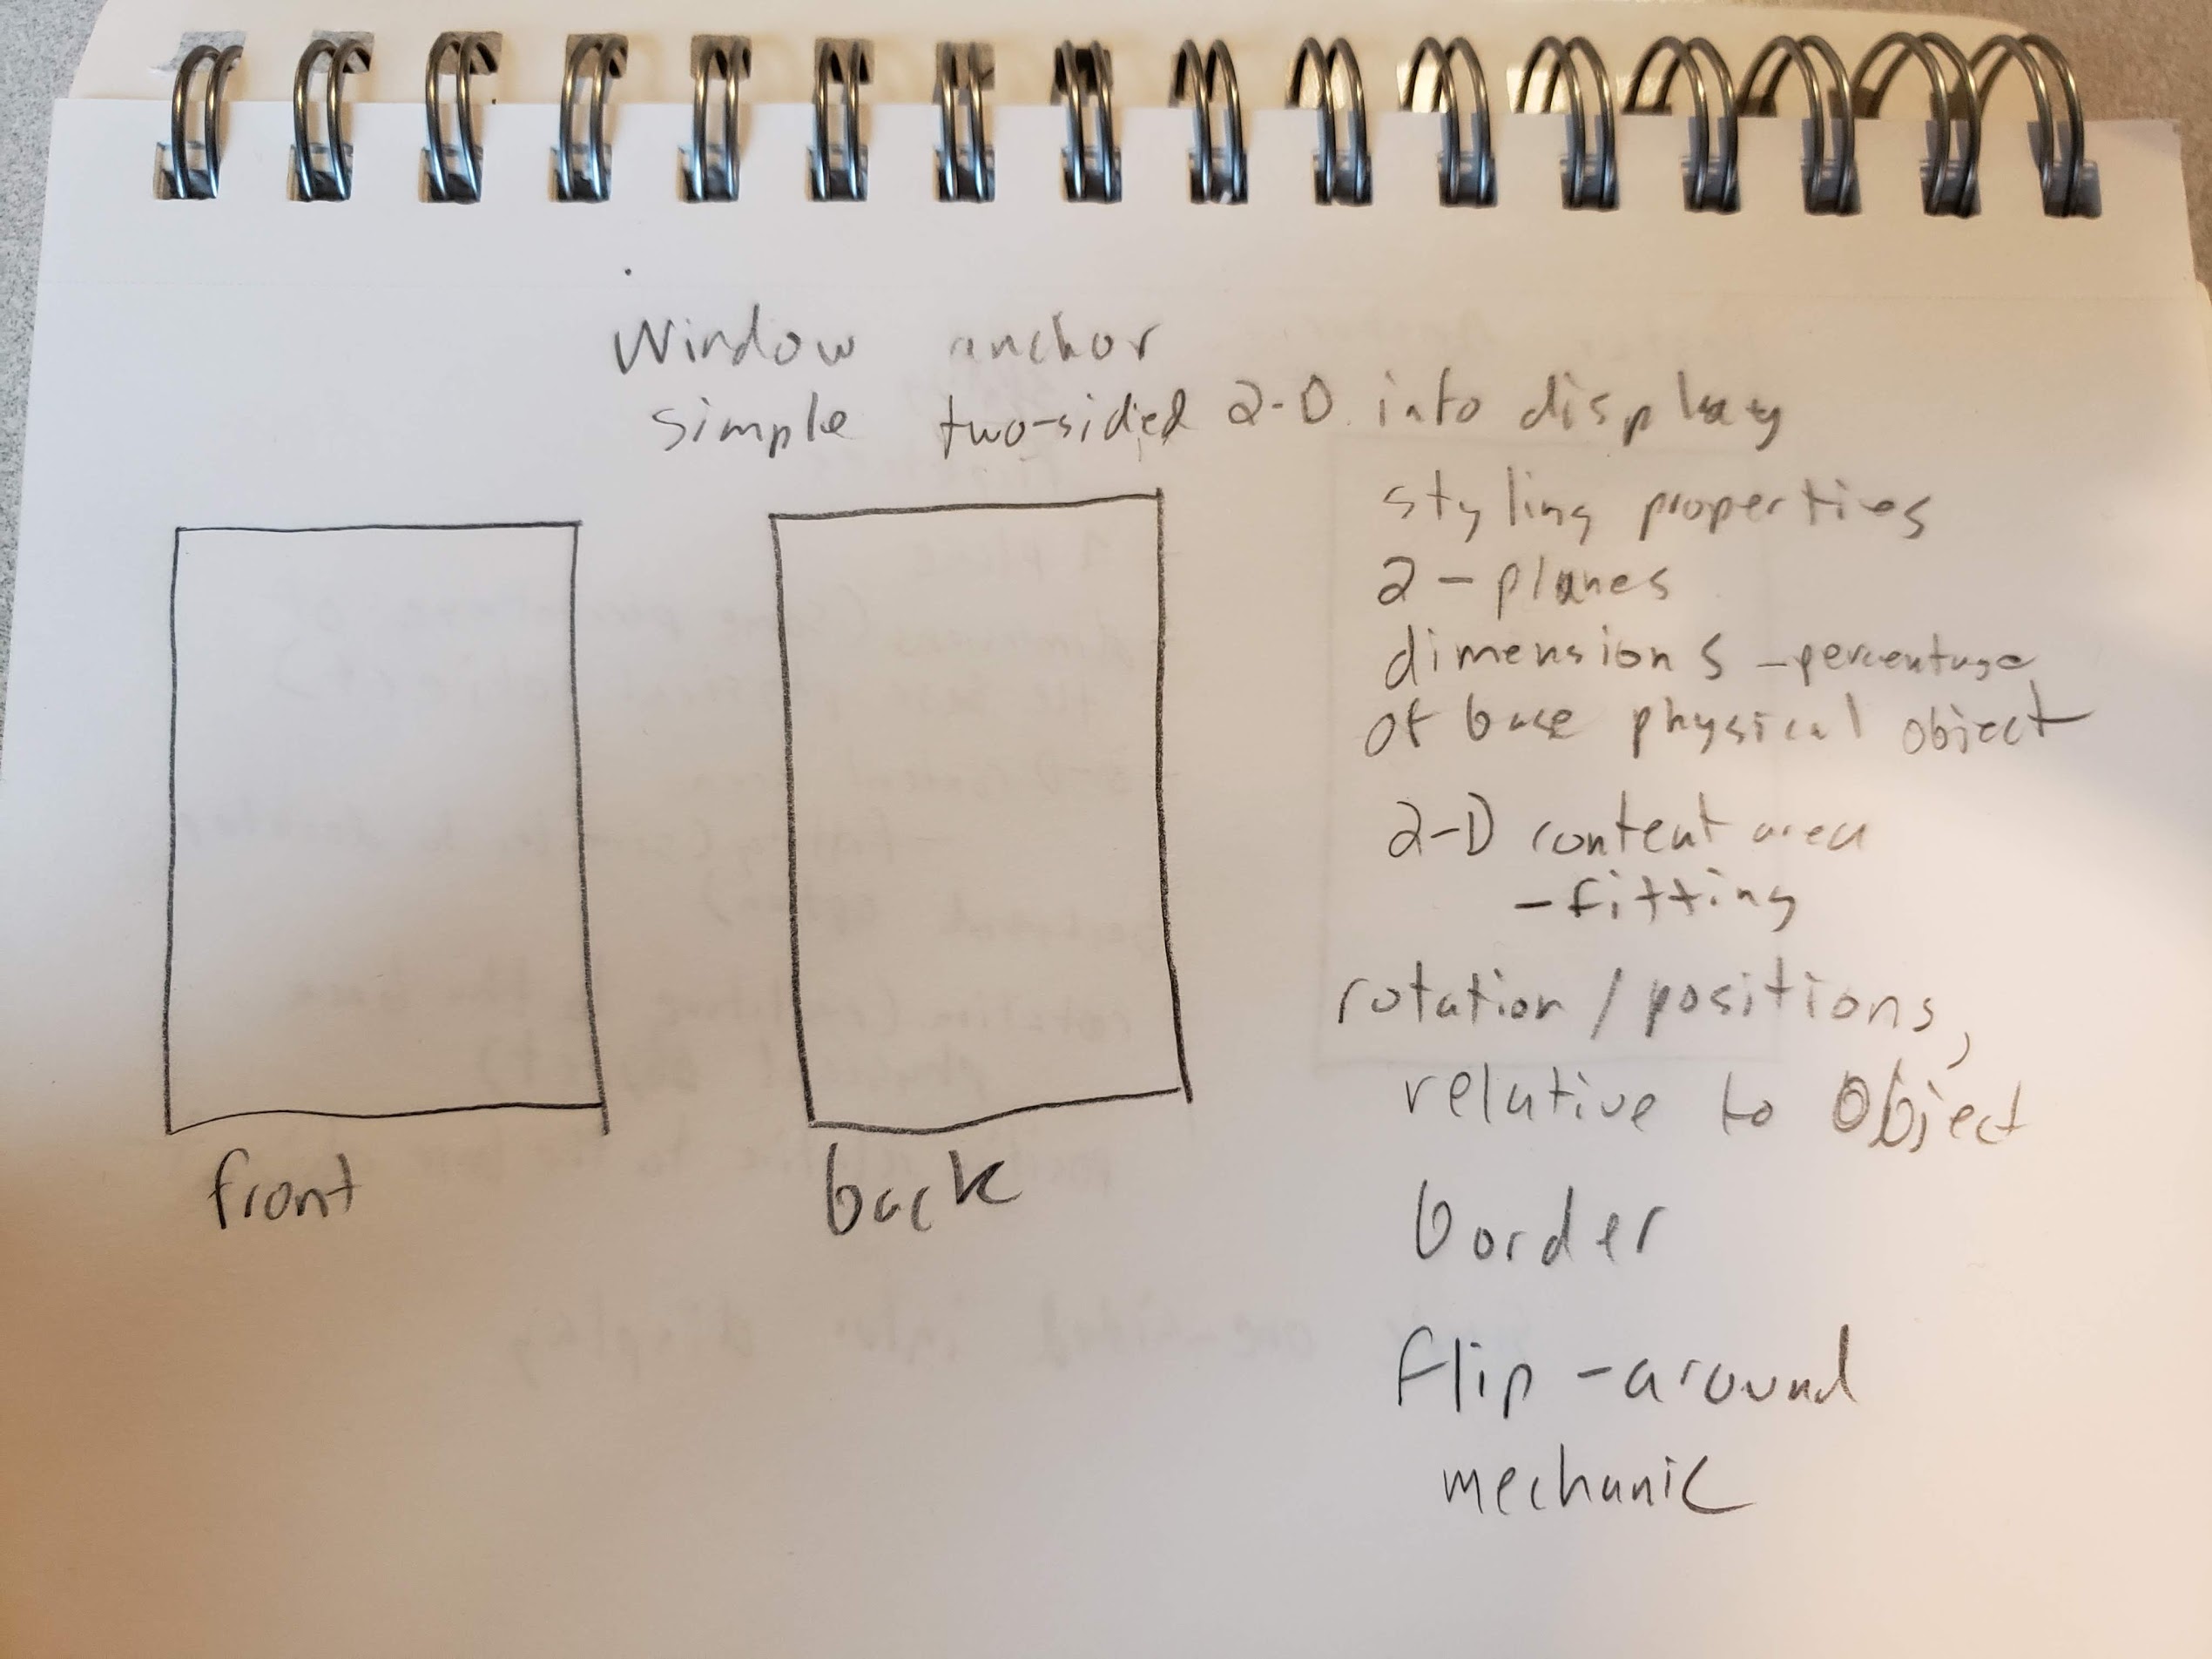 Window anchor
simple two-sided 2-D into display
styling properties
2-planes
dimensions -percentage
of base physical object
2-D content area
-fitting
rotation / positions,
relative to Object
front
back
border
flip-around
mechanic